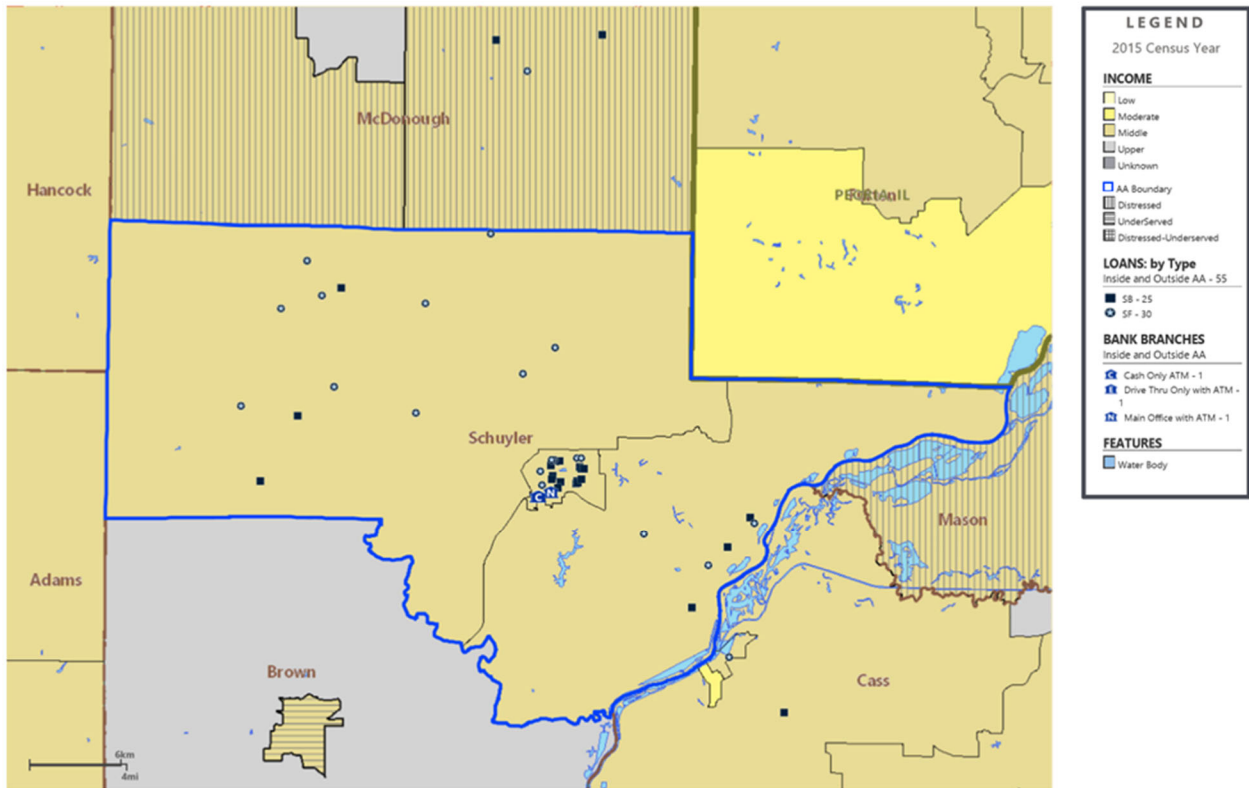 McDonough
Hancock
Schuyler
Mason
Adams
Brown
Cass
6km
4mi
LEGEND
2015 Census Year
INCOME
Low
Moderate
Middle
Upper
Unknown
AA Boundary
Distressed
UnderServed
Distressed-Underserved
LOANS: by Type
Inside and Outside AA - 55
SB - 25
SF - 30
BANK BRANCHES
Inside and Outside AA
Cash Only ATM - 1
Drive Thru Only with ATM -
1
Main Office with ATM - 1
FEATURES
Water Body